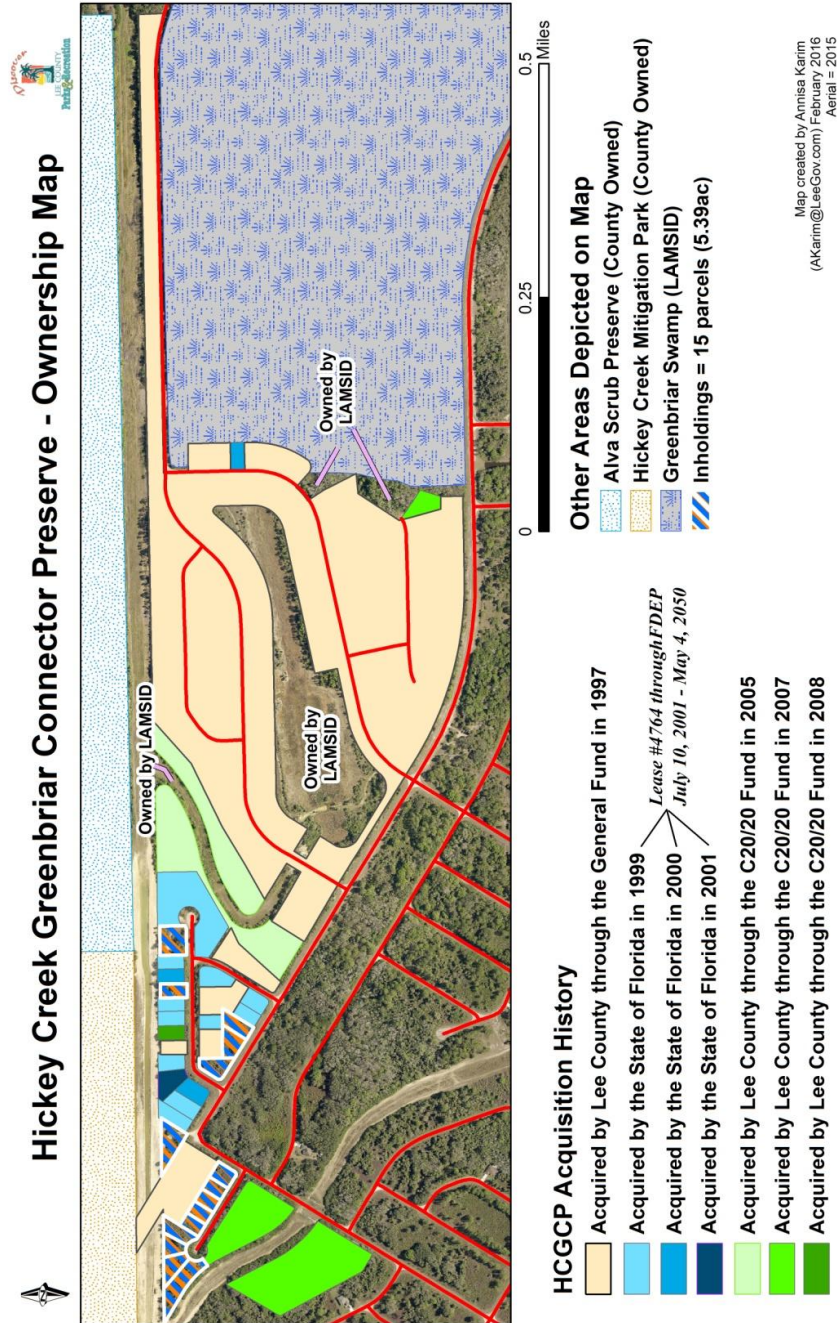 Hickey Creek Greenbriar Connector Preserve - Ownership Map
Discover
LEE COUNTY
Parks & Recreation
N
Owned by LAMSID
Owned by
LAMSID
Owned by
LAMSID
HCGCP Acquisition History
Acquired by Lee County through the General Fund in 1997
Acquired by the State of Florida in 1999
Acquired by the State of Florida in 2000
Acquired by the State of Florida in 2001
Lease #4764 through FDEP
July 10, 2001 - May 4, 2050
Acquired by Lee County through the C20/20 Fund in 2005
Acquired by Lee County through the C20/20 Fund in 2007
Acquired by Lee County through the C20/20 Fund in 2008
0 0.25 0.5
Miles
Other Areas Depicted on Map
Alva Scrub Preserve (County Owned)
Hickey Creek Mitigation Park (County Owned)
Greenbriar Swamp (LAMSID)
Inholdings = 15 parcels (5.39ac)
Map created by Annisa Karim
(AKarim@LeeGov.com) February 2016
Aerial = 2015